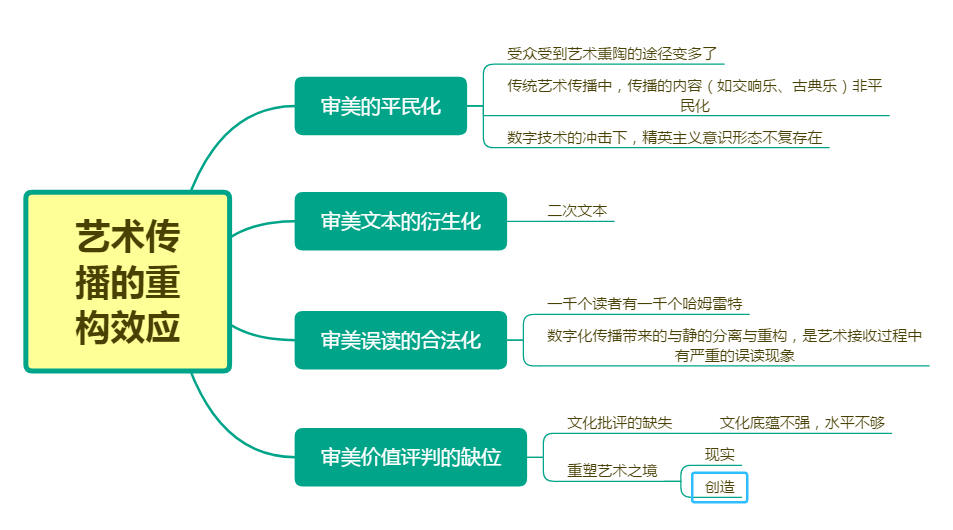 艺术传
播的重
构效应
审美的平民化
受众受到艺术熏陶的途径变多了
传统艺术传播中，传播的内容（如交响乐、古典乐）非平
民化
数字技术的冲击下，精英主义意识形态不复存在
审美文本的衍生化
二次文本
审美误读的合法化
一千个读者有一千个哈姆雷特
数字化传播带来的与静的分离与重构，是艺术接收过程中
有严重的误读现象
审美价值评判的缺位
文化批评的缺失
文化底蕴不强，水平不够
重塑艺术之境
现实
创造